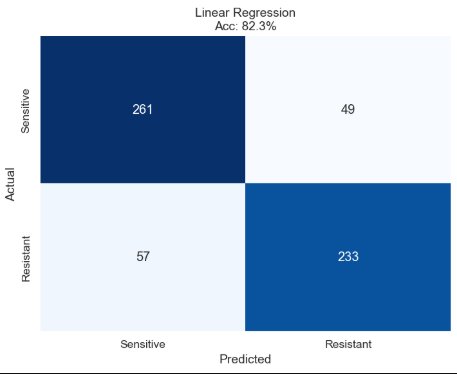 Linear Regression
Acc: 82.3%
Sensitive
261
49
Actual
Resistant
57
233
Sensitive
Resistant
Predicted